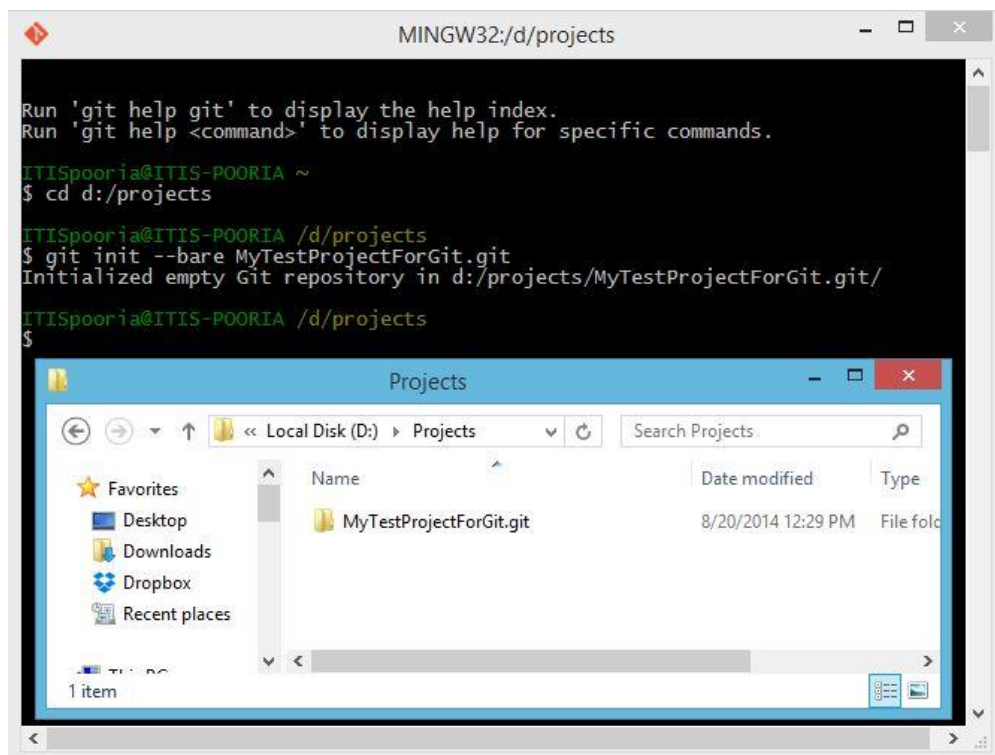 MINGW32:/d/projects
Run 'git help git' to display the help index.
Run 'git help <command>' to display help for specific commands.
ITISpooria@ITIS-POORIA ~
$ cd d:/projects
ITISpooria@ITIS-POORIA /d/projects
$ git init --bare MyTestProjectForGit.git
Initialized empty Git repository in d:/projects/MyTestProjectForGit.git/
ITISpooria@ITIS-POORIA /d/projects
$
Projects
« Local Disk (D:) Projects Search Projects
Favorites Name Date modified Type
Desktop MyTestProjectForGit.git 8/20/2014 12:29 PM File fold
Downloads
Dropbox
Recent places
1 item